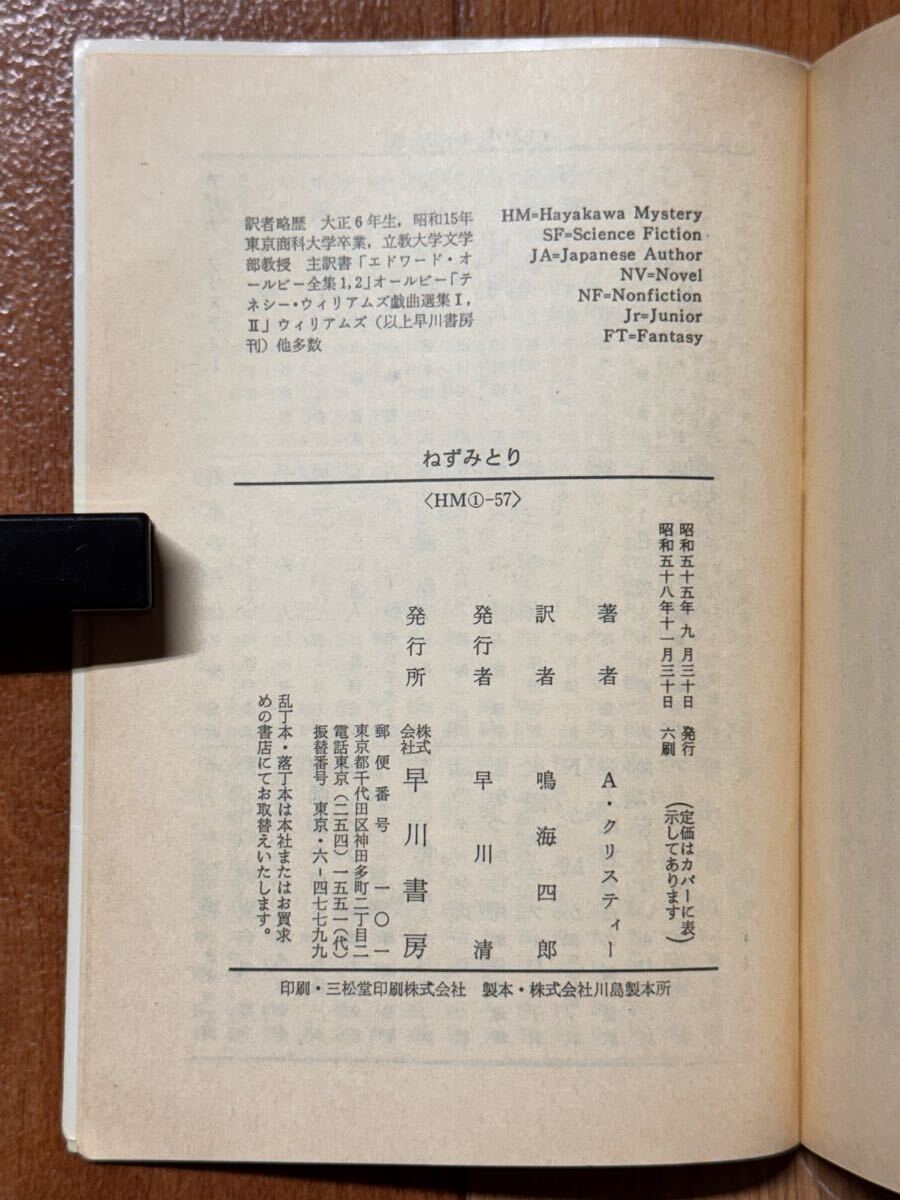 訳者略歴 大正6年生，昭和15年
東京商科大学卒業，立教大学文学
部教授 主訳書「エドワード・オ
ールビー全集1,2」オールビー「テ
ネシー・ウィリアムズ戯曲選集Ⅰ，
Ⅱ」ウィリアムズ（以上早川書房
刊）他多数
HM=Hayakawa Mystery
SF=Science Fiction
JA=Japanese Author
NV=Novel
NF=Nonfiction
Jr=Junior
FT=Fantasy
ねずみとり
〈HM①-57〉
昭和五十五年九月三十日 発行
昭和五十八年十一月三十日 六刷
（定価はカバーに表
示してあります）
著者 A・クリスティー
訳者 鳴海四郎
発行者 早川清
発行所 株式会社 早川書房
郵便番号 一〇一
東京都千代田区神田多町二丁目二
電話東京（二五四）一五五一（代）
振替番号 東京・六-四七七九九
乱丁本・落丁本は本社またはお買求
めの書店にてお取替えいたします。
印刷・三松堂印刷株式会社 製本・株式会社川島製本所